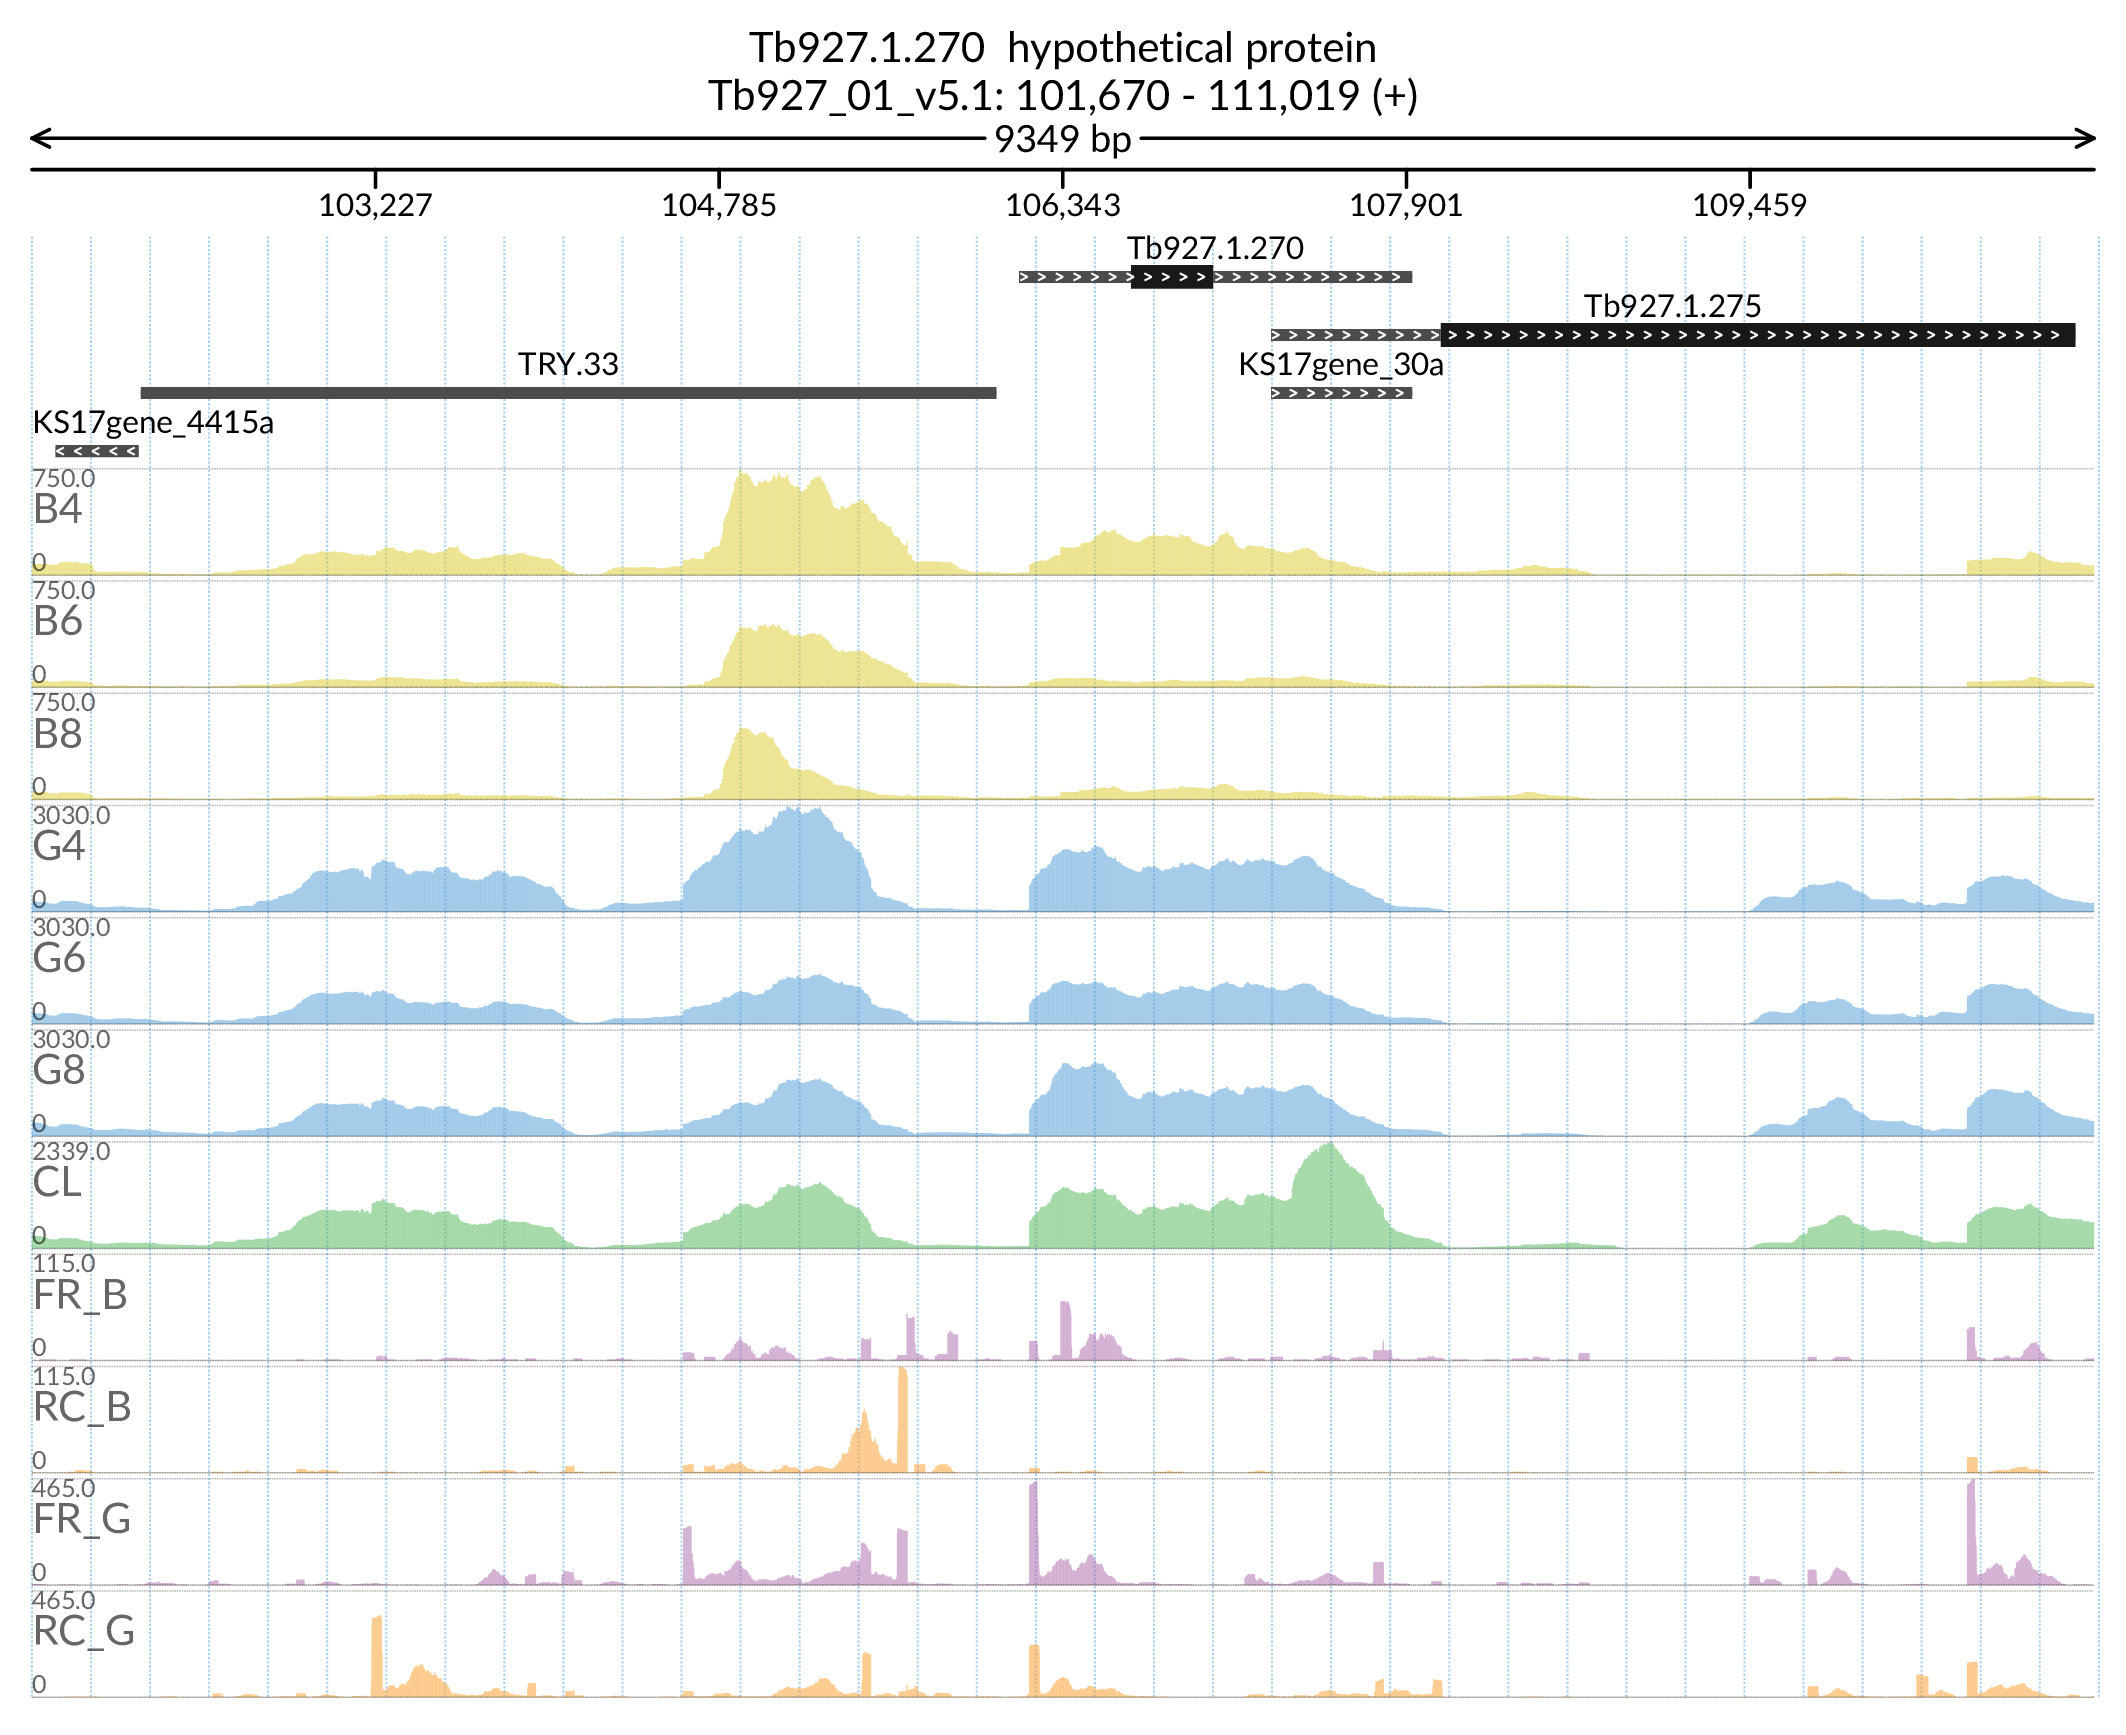 Tb927.1.270  hypothetical protein
Tb927_01_v5.1: 101,670 - 111,019 (+)
9349 bp
103,227 104,785 106,343 107,901 109,459
Tb927.1.270
Tb927.1.275
TRY.33 KS17gene_30a
KS17gene_4415a
750.0
B4
0
750.0
B6
0
750.0
B8
0
3030.0
G4
0
3030.0
G6
0
3030.0
G8
0
2339.0
CL
0
115.0
FR_B
0
115.0
RC_B
0
465.0
FR_G
0
465.0
RC_G
0